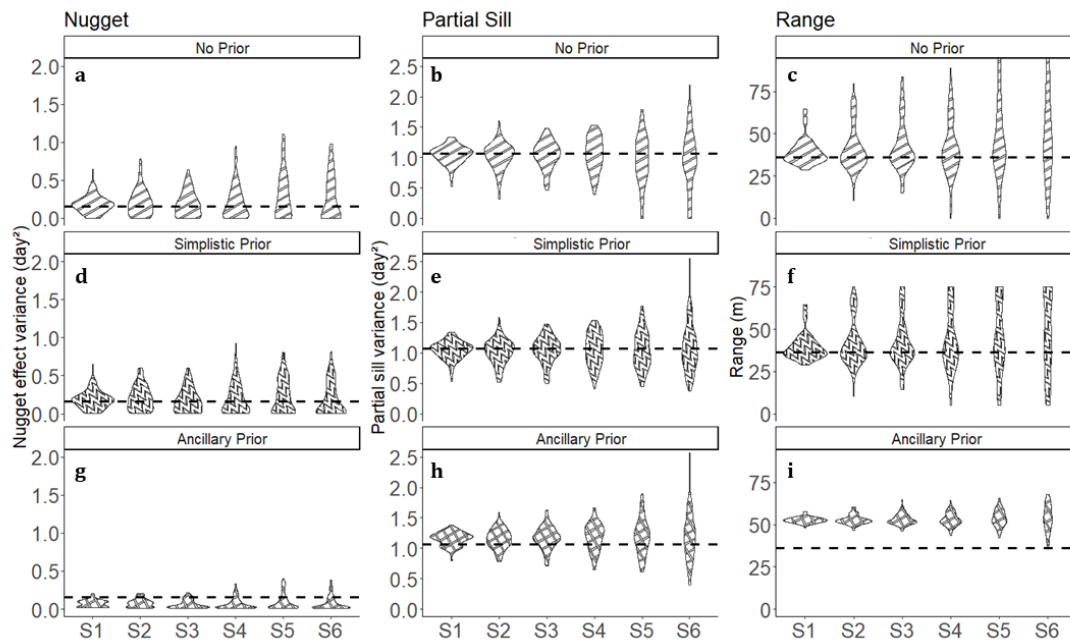 Nugget
Partial Sill
Range
No Prior
No Prior
No Prior
a
b
c
2.0
1.5
1.0
0.5
0.0
2.5
2.0
1.5
1.0
0.5
0.0
75
50
25
0
Simplistic Prior
Simplistic Prior
Simplistic Prior
d
e
f
2.0
1.5
1.0
0.5
0.0
2.5
2.0
1.5
1.0
0.5
0.0
75
50
25
0
Nugget effect variance (day²)
Partial sill variance (day²)
Range (m)
Ancillary Prior
Ancillary Prior
Ancillary Prior
g
h
i
2.0
1.5
1.0
0.5
0.0
2.5
2.0
1.5
1.0
0.5
0.0
75
50
25
0
S1 S2 S3 S4 S5 S6
S1 S2 S3 S4 S5 S6
S1 S2 S3 S4 S5 S6